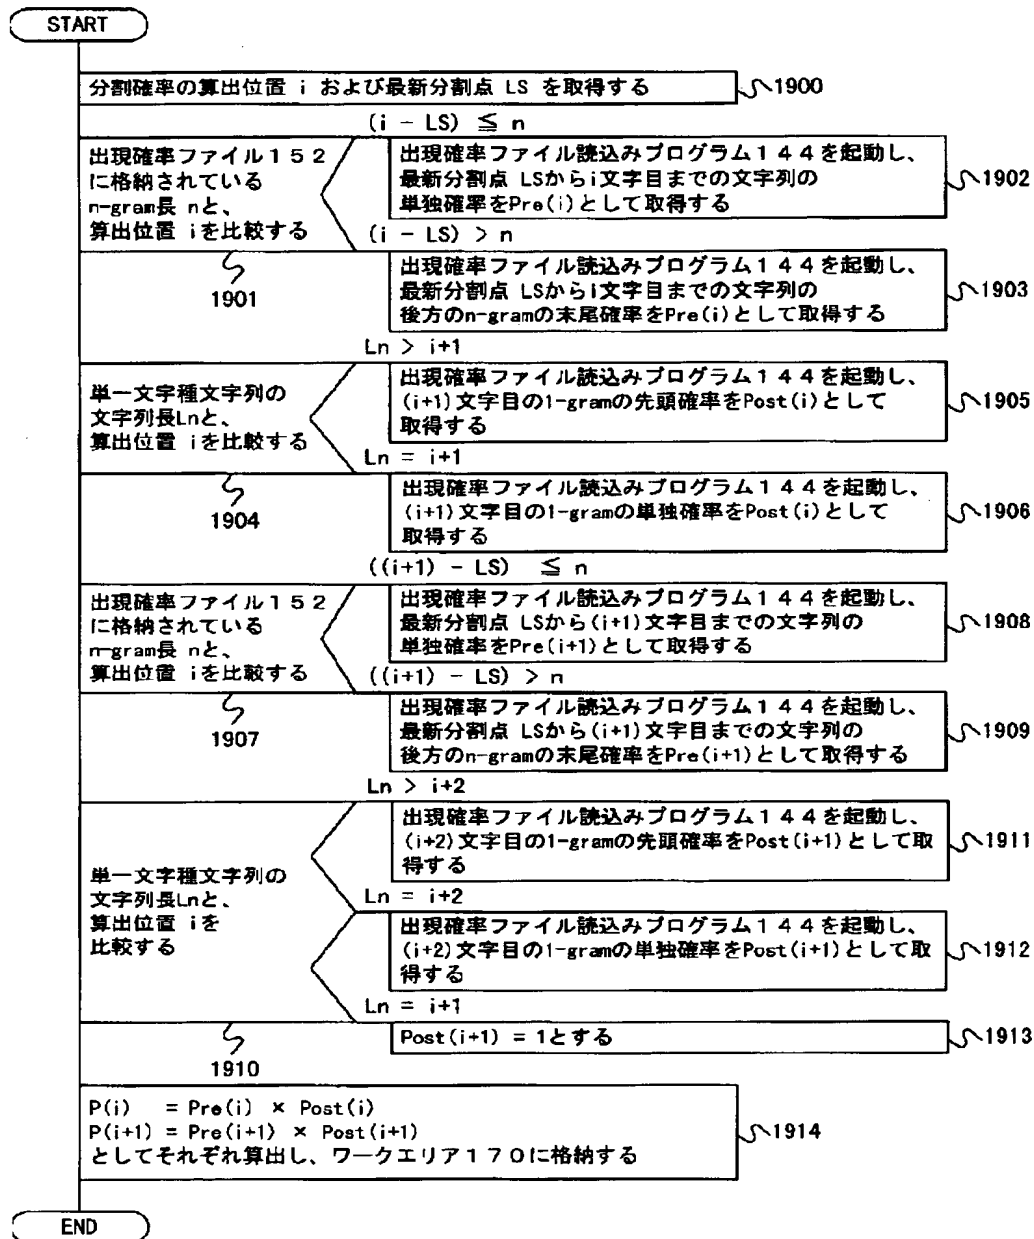 START
分割確率の算出位置 i および最新分割点 LS を取得する
1900
(i - LS) ≦ n
出現確率ファイル152
に格納されている
n-gram長 nと、
算出位置 iを比較する
出現確率ファイル読込みプログラム144を起動し、
最新分割点 LSからi文字目までの文字列の
単独確率をPre(i)として取得する
1902
(i - LS) > n
1901
出現確率ファイル読込みプログラム144を起動し、
最新分割点 LSからi文字目までの文字列の
後方のn-gramの末尾確率をPre(i)として取得する
1903
Ln > i+1
単一文字種文字列の
文字列長Lnと、
算出位置 iを比較する
出現確率ファイル読込みプログラム144を起動し、
(i+1)文字目の1-gramの先頭確率をPost(i)として
取得する
1905
Ln = i+1
1904
出現確率ファイル読込みプログラム144を起動し、
(i+1)文字目の1-gramの単独確率をPost(i)として
取得する
1906
((i+1) - LS) ≦ n
出現確率ファイル152
に格納されている
n-gram長 nと、
算出位置 iを比較する
出現確率ファイル読込みプログラム144を起動し、
最新分割点 LSから(i+1)文字目までの文字列の
単独確率をPre(i+1)として取得する
1908
((i+1) - LS) > n
1907
出現確率ファイル読込みプログラム144を起動し、
最新分割点 LSから(i+1)文字目までの文字列の
後方のn-gramの末尾確率をPre(i+1)として取得する
1909
Ln > i+2
単一文字種文字列の
文字列長Lnと、
算出位置 iを
比較する
出現確率ファイル読込みプログラム144を起動し、
(i+2)文字目の1-gramの先頭確率をPost(i+1)として取
得する
1911
Ln = i+2
出現確率ファイル読込みプログラム144を起動し、
(i+2)文字目の1-gramの単独確率をPost(i+1)として取
得する
1912
Ln = i+1
1910
Post(i+1) = 1とする
1913
P(i) = Pre(i) × Post(i)
P(i+1) = Pre(i+1) × Post(i+1)
としてそれぞれ算出し、ワークエリア170に格納する
1914
END